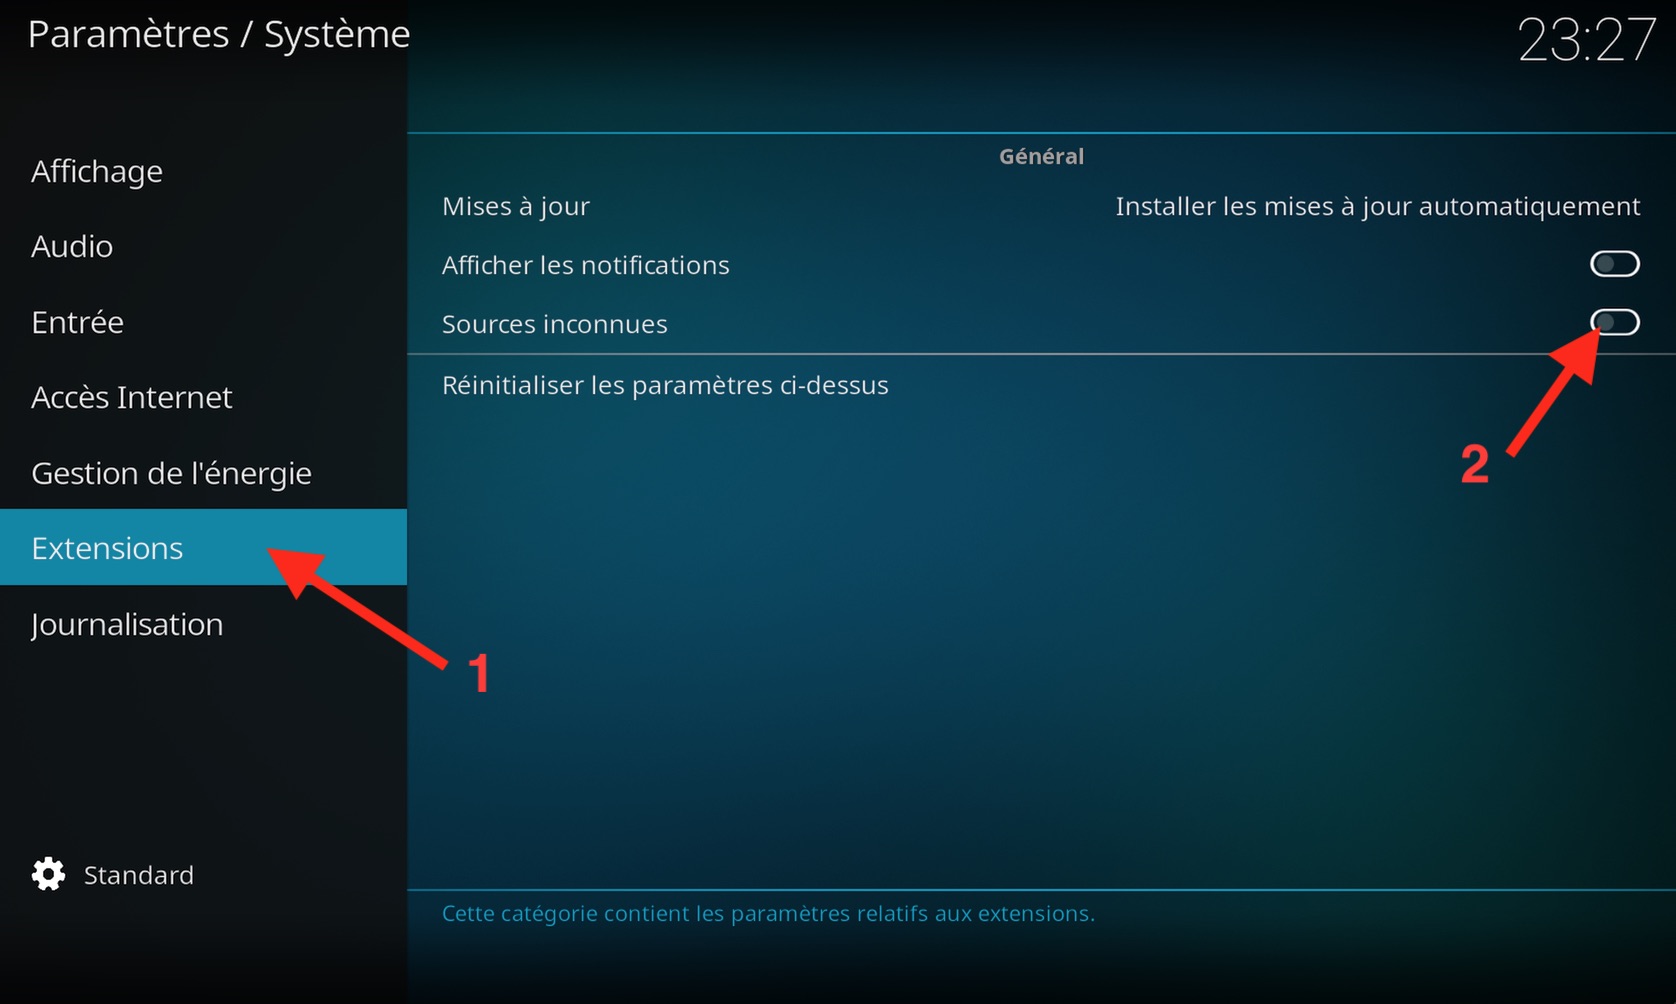 Paramètres / Système
23:27
Affichage
Audio
Entrée
Accès Internet
Gestion de l'énergie
Extensions
Journalisation
Standard
Général
Mises à jour Installer les mises à jour automatiquement
Afficher les notifications
Sources inconnues
Réinitialiser les paramètres ci-dessus
1
2
Cette catégorie contient les paramètres relatifs aux extensions.